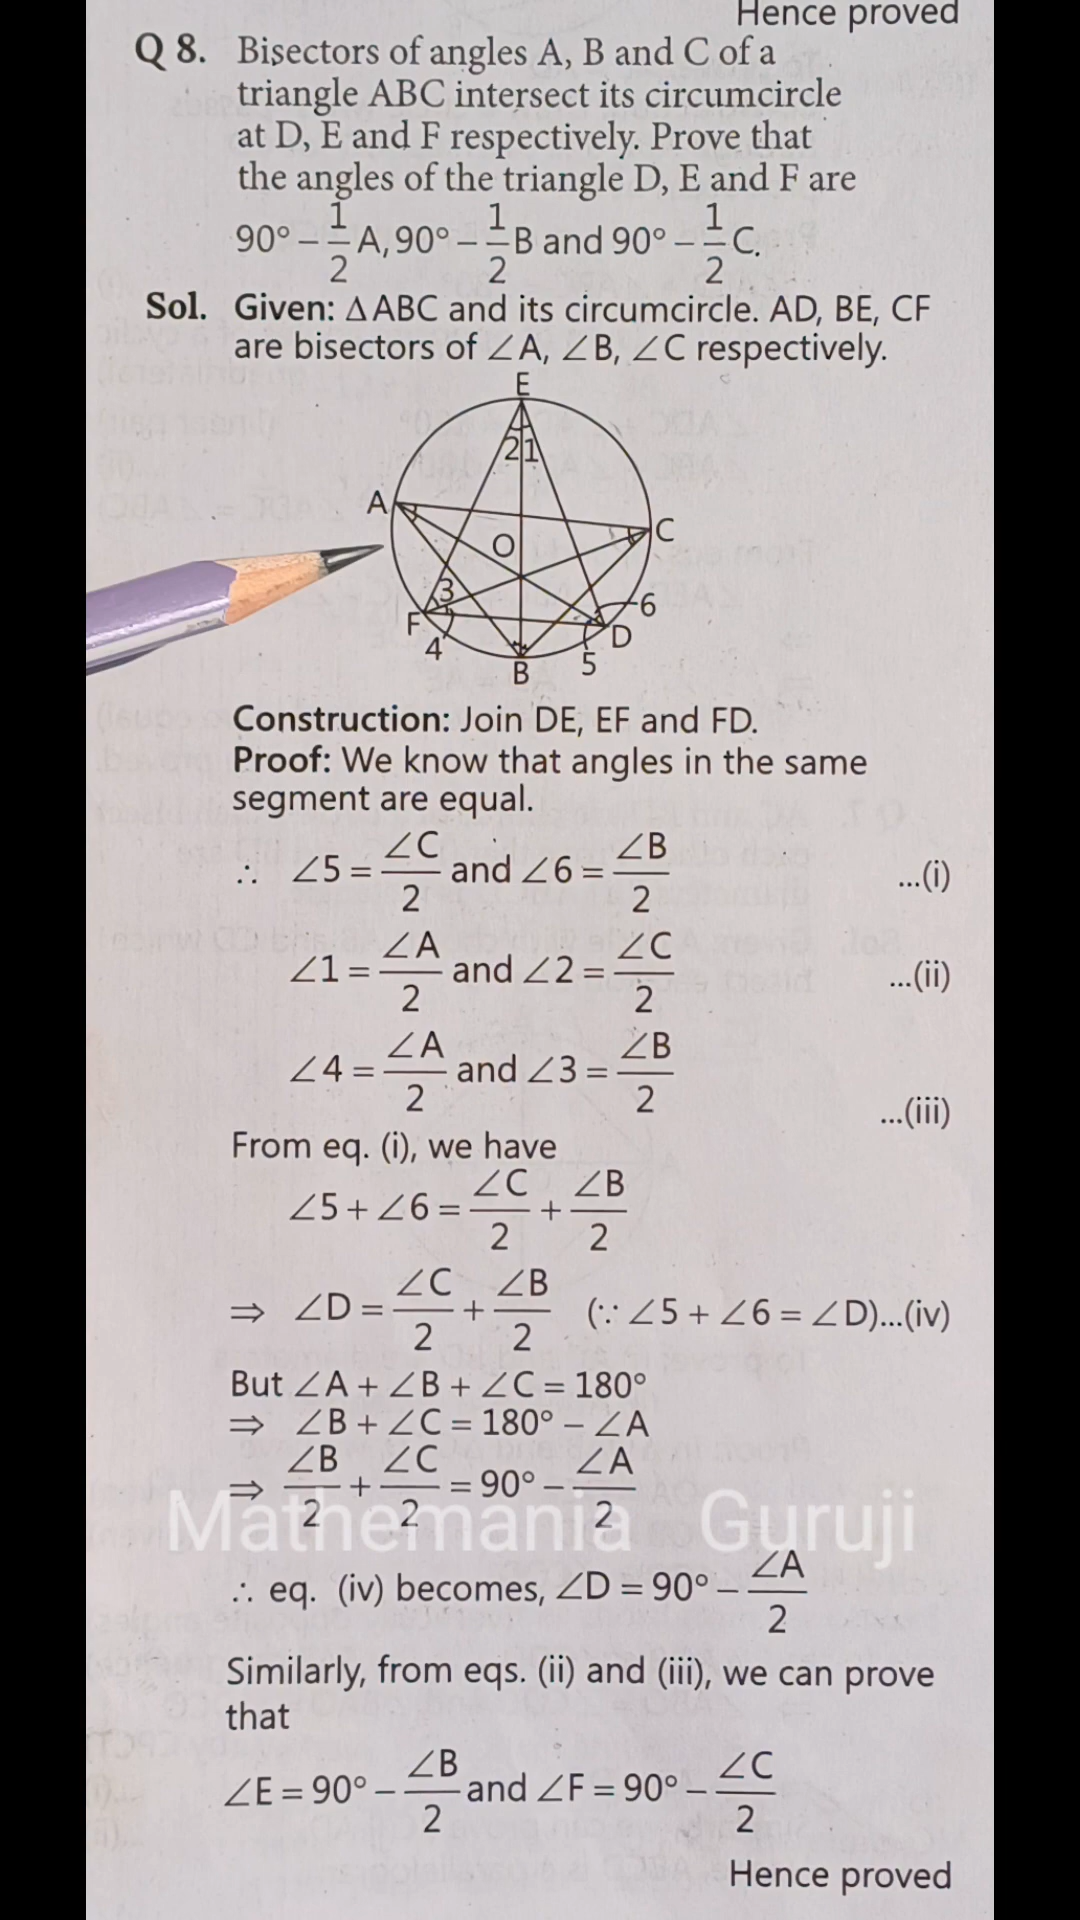 Hence proved
Q 8. Bisectors of angles A, B and C of a
triangle ABC intersect its circumcircle
at D, E and F respectively. Prove that
the angles of the triangle D, E and F are
90° – 1/2 A, 90° – 1/2 B and 90° – 1/2 C.
Sol. Given: △ABC and its circumcircle. AD, BE, CF
are bisectors of ∠A, ∠B, ∠C respectively.
E
2 1
A
C
O
3
6
F
D
4
5
B
Construction: Join DE, EF and FD.
Proof: We know that angles in the same
segment are equal.
∴ ∠5 = ∠C/2 and ∠6 = ∠B/2 ...(i)
∠1 = ∠A/2 and ∠2 = ∠C/2 ...(ii)
∠4 = ∠A/2 and ∠3 = ∠B/2
...(iii)
From eq. (i), we have
∠5 + ∠6 = ∠C/2 + ∠B/2
⇒ ∠D = ∠C/2 + ∠B/2 (∵ ∠5 + ∠6 = ∠D)...(iv)
But ∠A + ∠B + ∠C = 180°
⇒ ∠B + ∠C = 180° – ∠A
⇒ ∠B/2 + ∠C/2 = 90° – ∠A/2
Mathemania Guruji
∴ eq. (iv) becomes, ∠D = 90° – ∠A/2
Similarly, from eqs. (ii) and (iii), we can prove
that
∠E = 90° – ∠B/2 and ∠F = 90° – ∠C/2
Hence proved